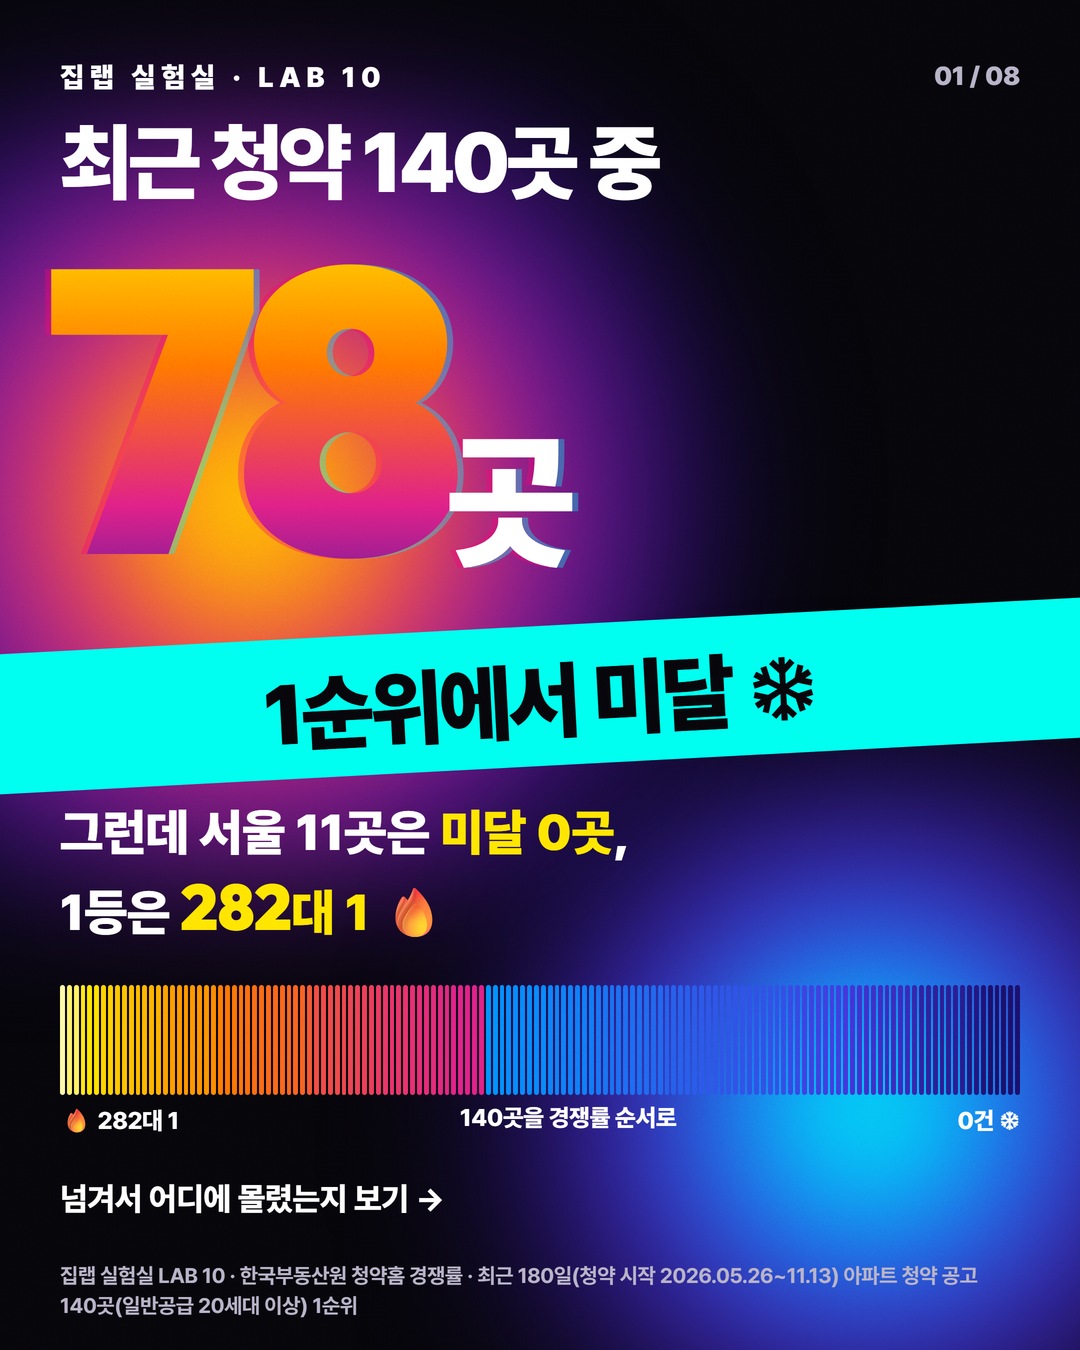 집랩 실험실 · LAB 10
01 / 08
최근 청약 140곳 중
78곳
1순위에서 미달 ❄
그런데 서울 11곳은 미달 0곳,
1등은 282대 1 🔥
🔥 282대 1
140곳을 경쟁률 순서로
0건 ❄
넘겨서 어디에 몰렸는지 보기 →
집랩 실험실 LAB 10 · 한국부동산원 청약홈 경쟁률 · 최근 180일(청약 시작 2026.05.26~11.13) 아파트 청약 공고
140곳(일반공급 20세대 이상) 1순위